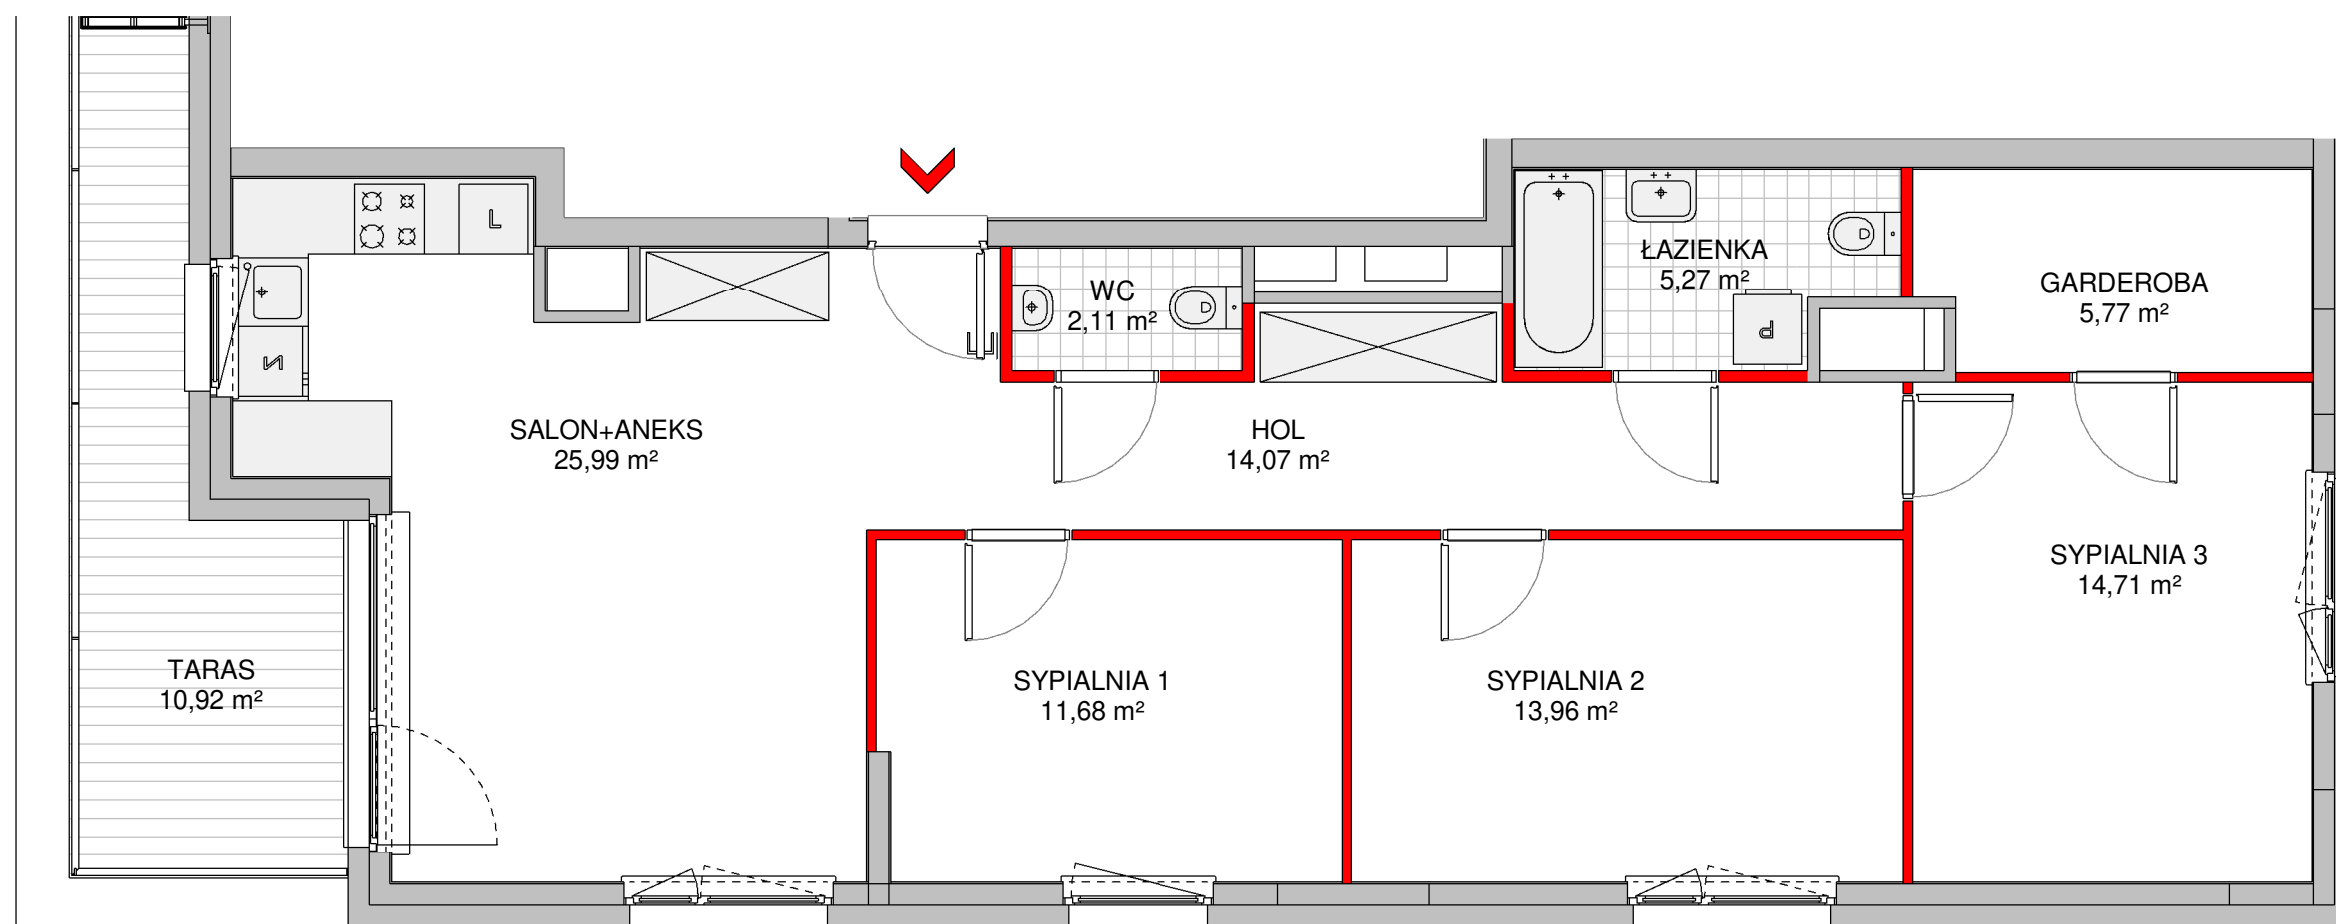 L
WC
2,11 m²
ŁAZIENKA
5,27 m²
GARDEROBA
5,77 m²
P
N
SALON+ANEKS
25,99 m²
HOL
14,07 m²
SYPIALNIA 3
14,71 m²
TARAS
10,92 m²
SYPIALNIA 1
11,68 m²
SYPIALNIA 2
13,96 m²